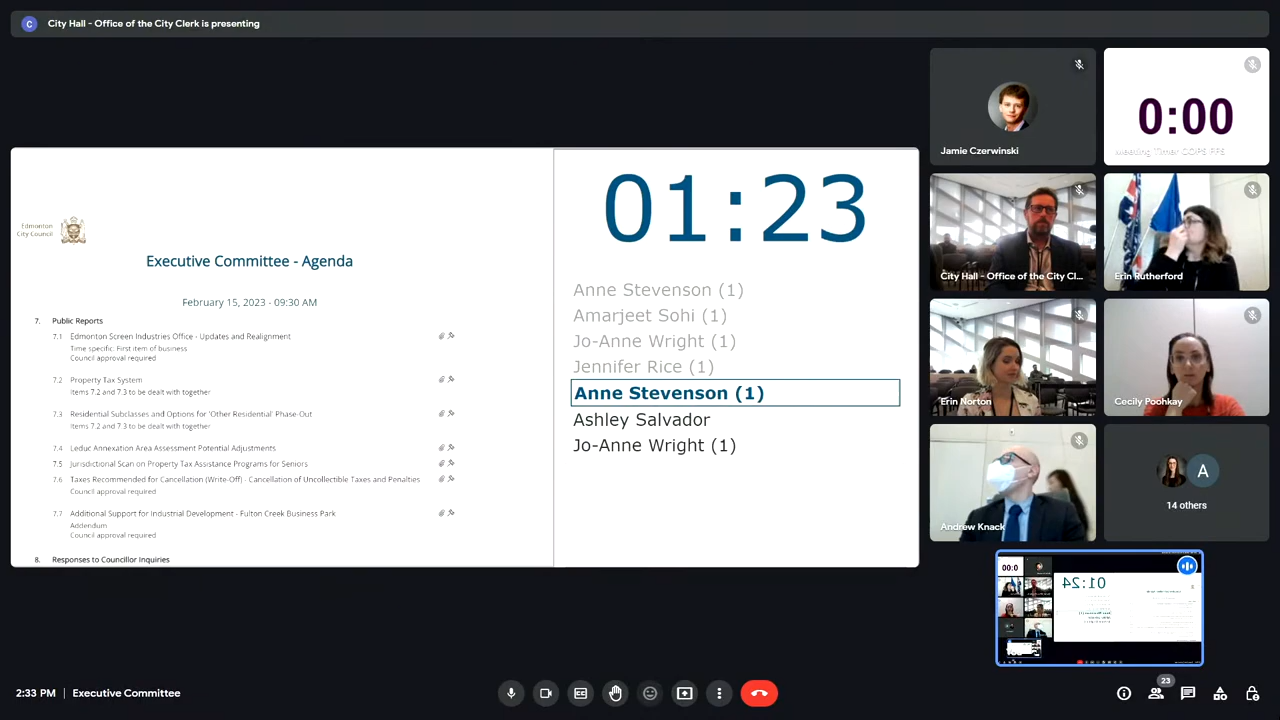 C City Hall - Office of the City Clerk is presenting
Edmonton
City Council
Executive Committee - Agenda
February 15, 2023 - 09:30 AM
7. Public Reports
7.1 Edmonton Screen Industries Office - Updates and Realignment
Time specific. First item of business
Council approval required
7.2 Property Tax System
Items 7.2 and 7.3 to be dealt with together
7.3 Residential Subclasses and Options for 'Other Residential' Phase-Out
Items 7.2 and 7.3 to be dealt with together
7.4 Leduc Annexation Area Assessment Potential Adjustments
7.5 Jurisdictional Scan on Property Tax Assistance Programs for Seniors
7.6 Taxes Recommended for Cancellation (Write-Off) - Cancellation of Uncollectible Taxes and Penalties
Council approval required
7.7 Additional Support for Industrial Development - Fulton Creek Business Park
Addendum
Council approval required
8. Responses to Councillor Inquiries
01:23
Anne Stevenson (1)
Amarjeet Sohi (1)
Jo-Anne Wright (1)
Jennifer Rice (1)
Anne Stevenson (1)
Ashley Salvador
Jo-Anne Wright (1)
Jamie Czerwinski
0:00
Meeting Timer
City Hall - Office of the City Cl...
Erin Rutherford
Erin Norton
Cecily Poohkay
Andrew Knack
A
14 others
00:0
01:24
2:33 PM | Executive Committee
23